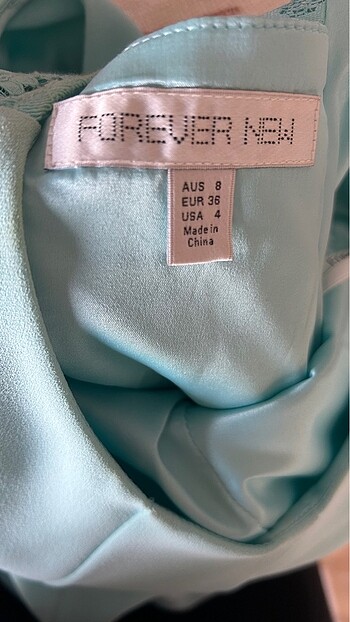 FOREVER NEW
AUS 8
EUR 36
USA 4
Made in
China